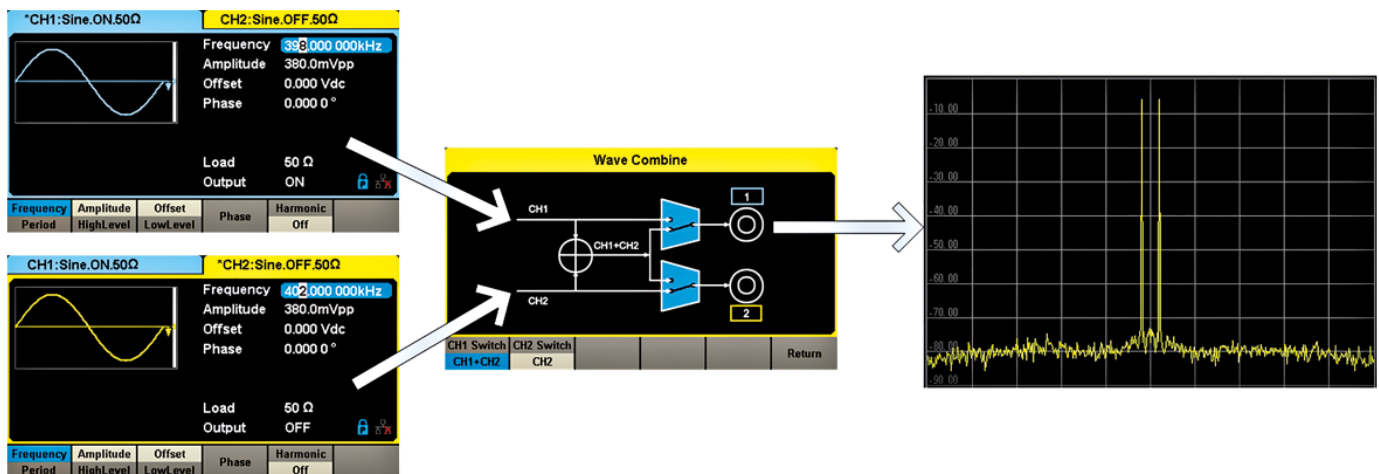 *CH1:Sine.ON.50Ω CH2:Sine.OFF.50Ω
Frequency 398.000 000kHz
Amplitude 380.0mVpp
Offset 0.000 Vdc
Phase 0.000 0 °
Load 50 Ω
Output ON
Frequency Amplitude Offset Phase Harmonic
Period HighLevel LowLevel Off
CH1:Sine.ON.50Ω *CH2:Sine.OFF.50Ω
Frequency 402.000 000kHz
Amplitude 380.0mVpp
Offset 0.000 Vdc
Phase 0.000 0 °
Load 50 Ω
Output OFF
Frequency Amplitude Offset Phase Harmonic
Period HighLevel LowLevel Off
Wave Combine
1
CH1
CH1+CH2
CH2
2
CH1 Switch CH2 Switch
CH1+CH2 CH2 Return
-10.00
-20.00
-30.00
-40.00
-50.00
-60.00
-70.00
-80.00
-90.00